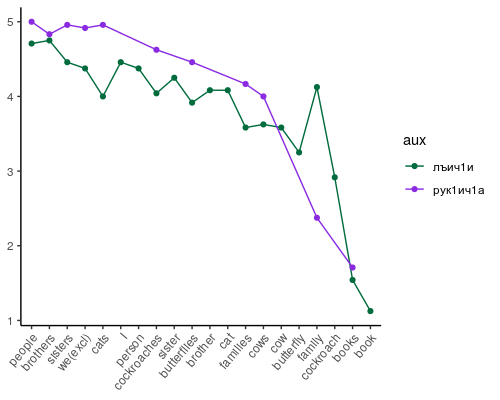 5
4
3
2
1
people
brothers
sisters
we(excl)
cats
I
person
cockroaches
sister
butterflies
brother
cat
families
cows
cow
butterfly
family
cockroach
books
book
aux
лъич1и
рук1ич1а